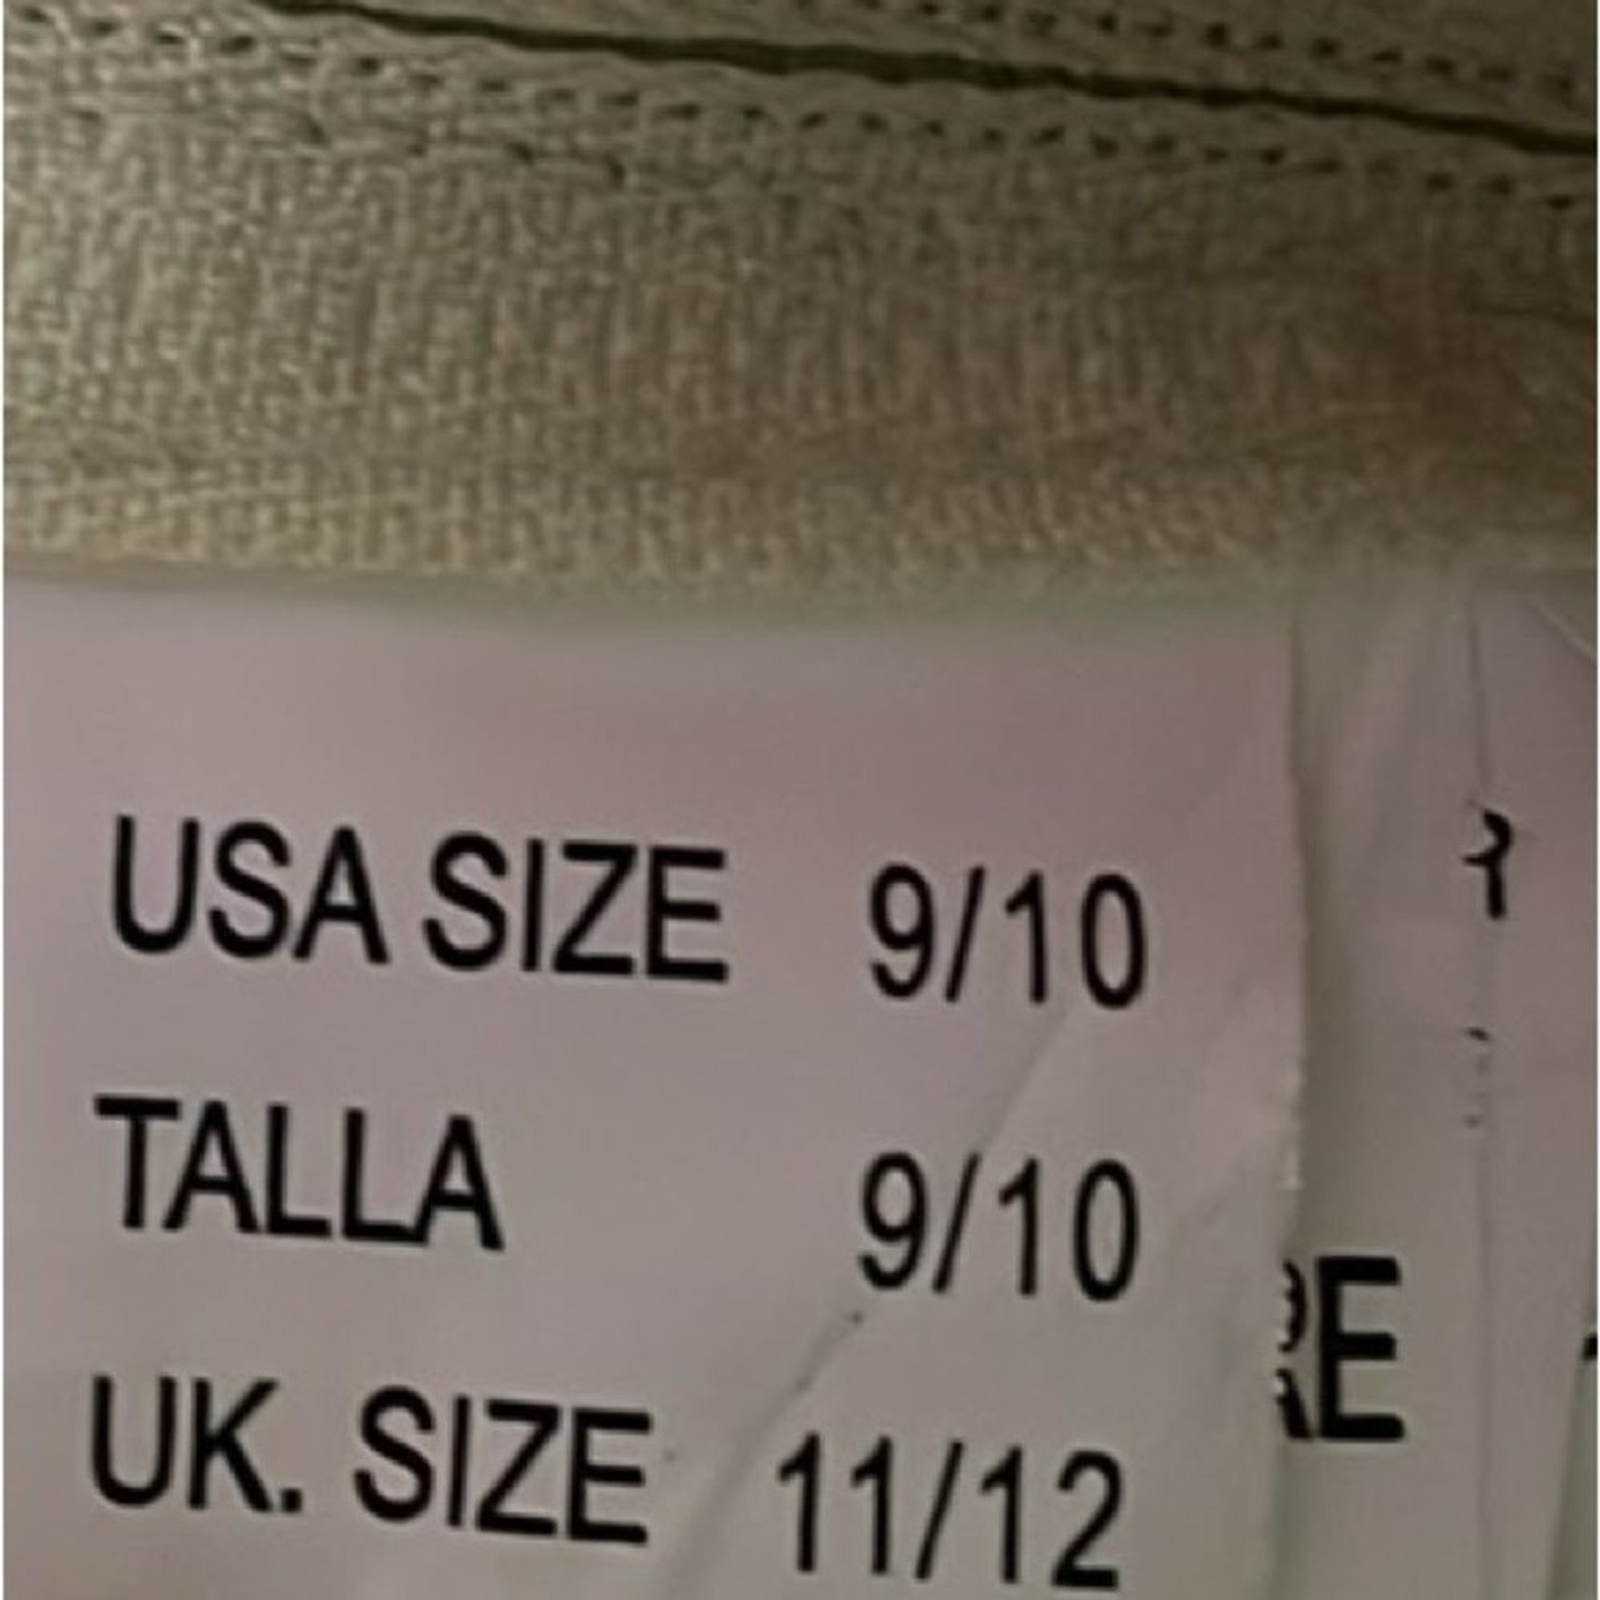 USA SIZE 9/10
TALLA 9/10
UK. SIZE 11/12